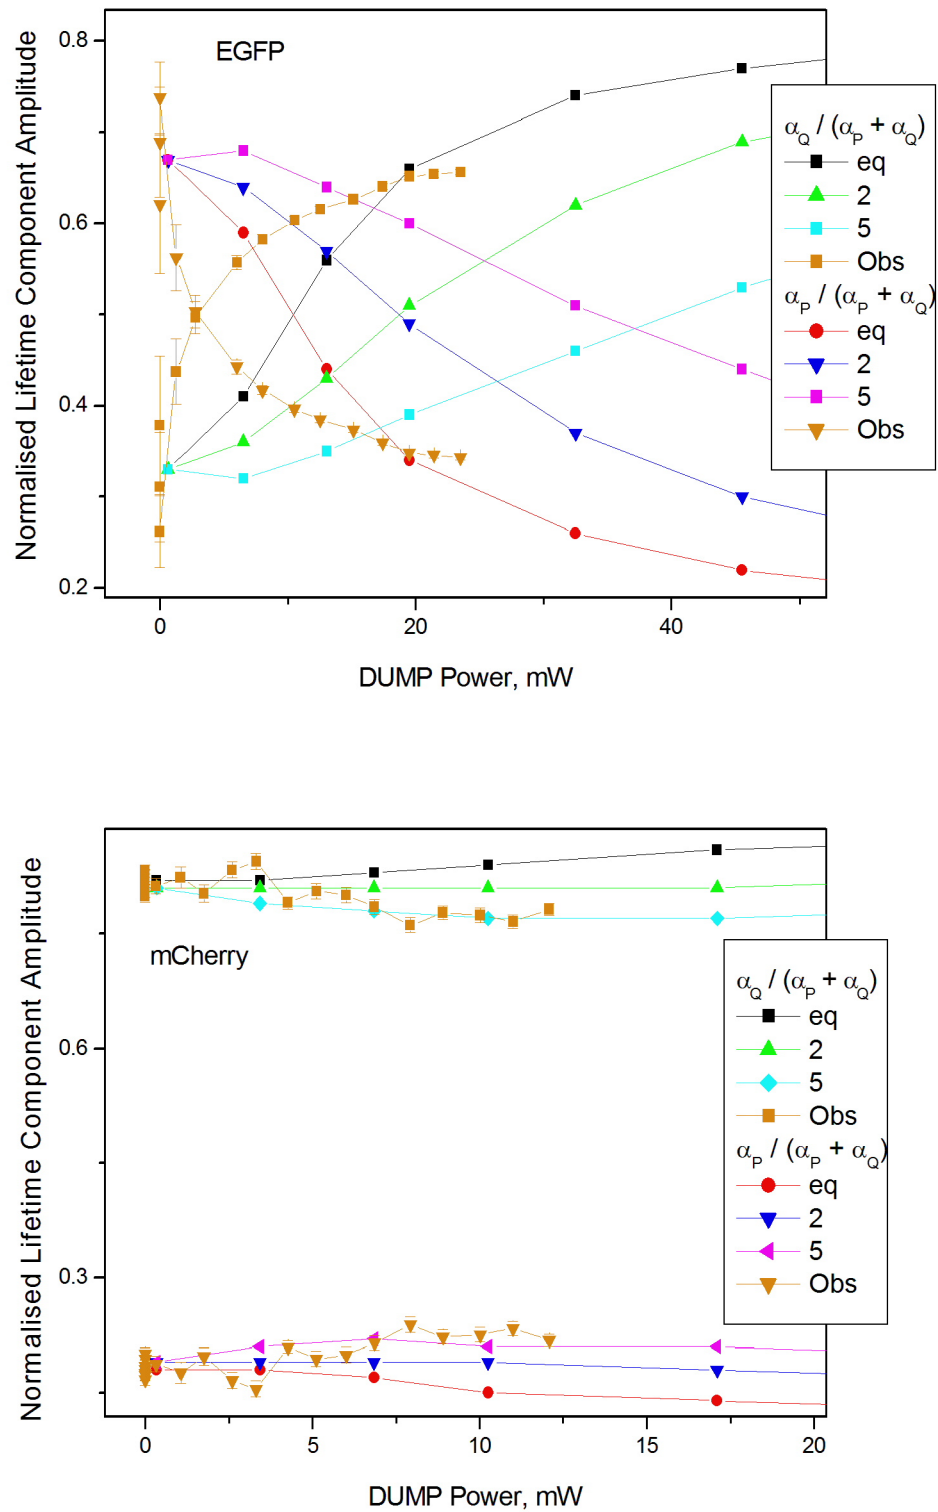 EGFP
Normalised Lifetime Component Amplitude
0.8
0.6
0.4
0.2
0 20 40
DUMP Power, mW
αQ / (αP + αQ)
eq
2
5
Obs
αP / (αP + αQ)
eq
2
5
Obs
mCherry
Normalised Lifetime Component Amplitude
0.6
0.3
0 5 10 15 20
DUMP Power, mW
αQ / (αP + αQ)
eq
2
5
Obs
αP / (αP + αQ)
eq
2
5
Obs